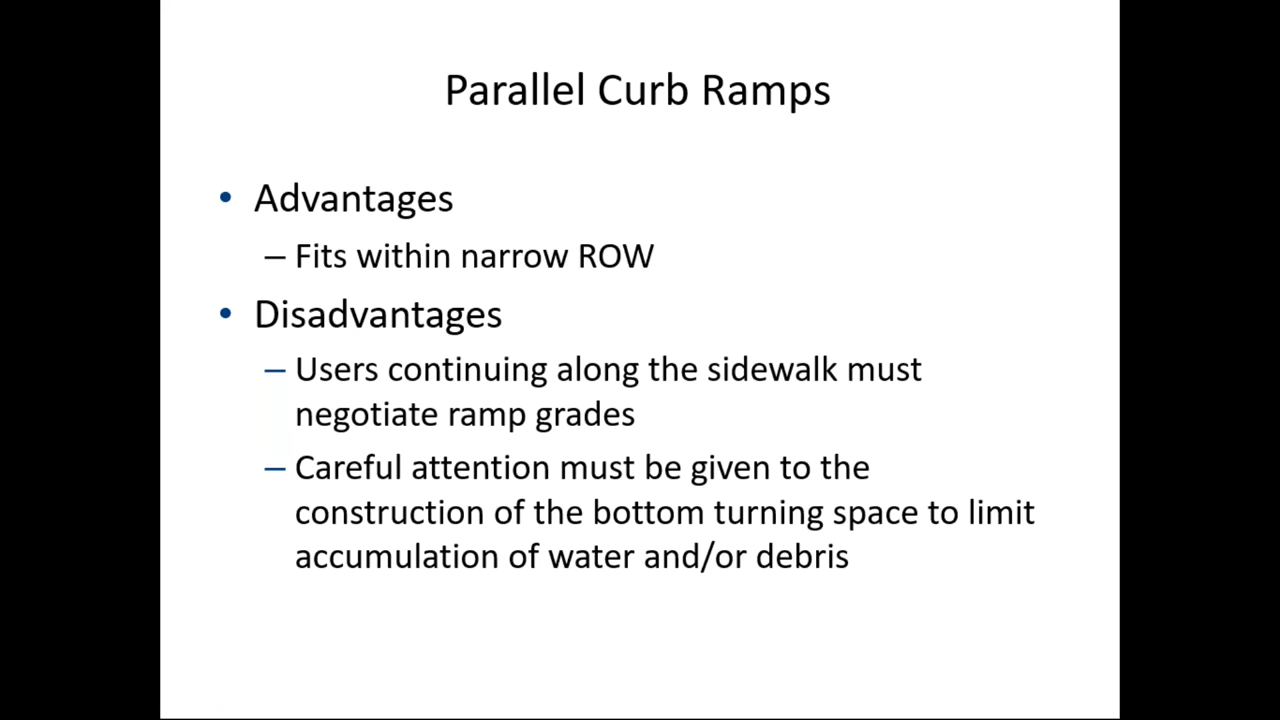 Parallel Curb Ramps
• Advantages
– Fits within narrow ROW
• Disadvantages
– Users continuing along the sidewalk must
negotiate ramp grades
– Careful attention must be given to the
construction of the bottom turning space to limit
accumulation of water and/or debris